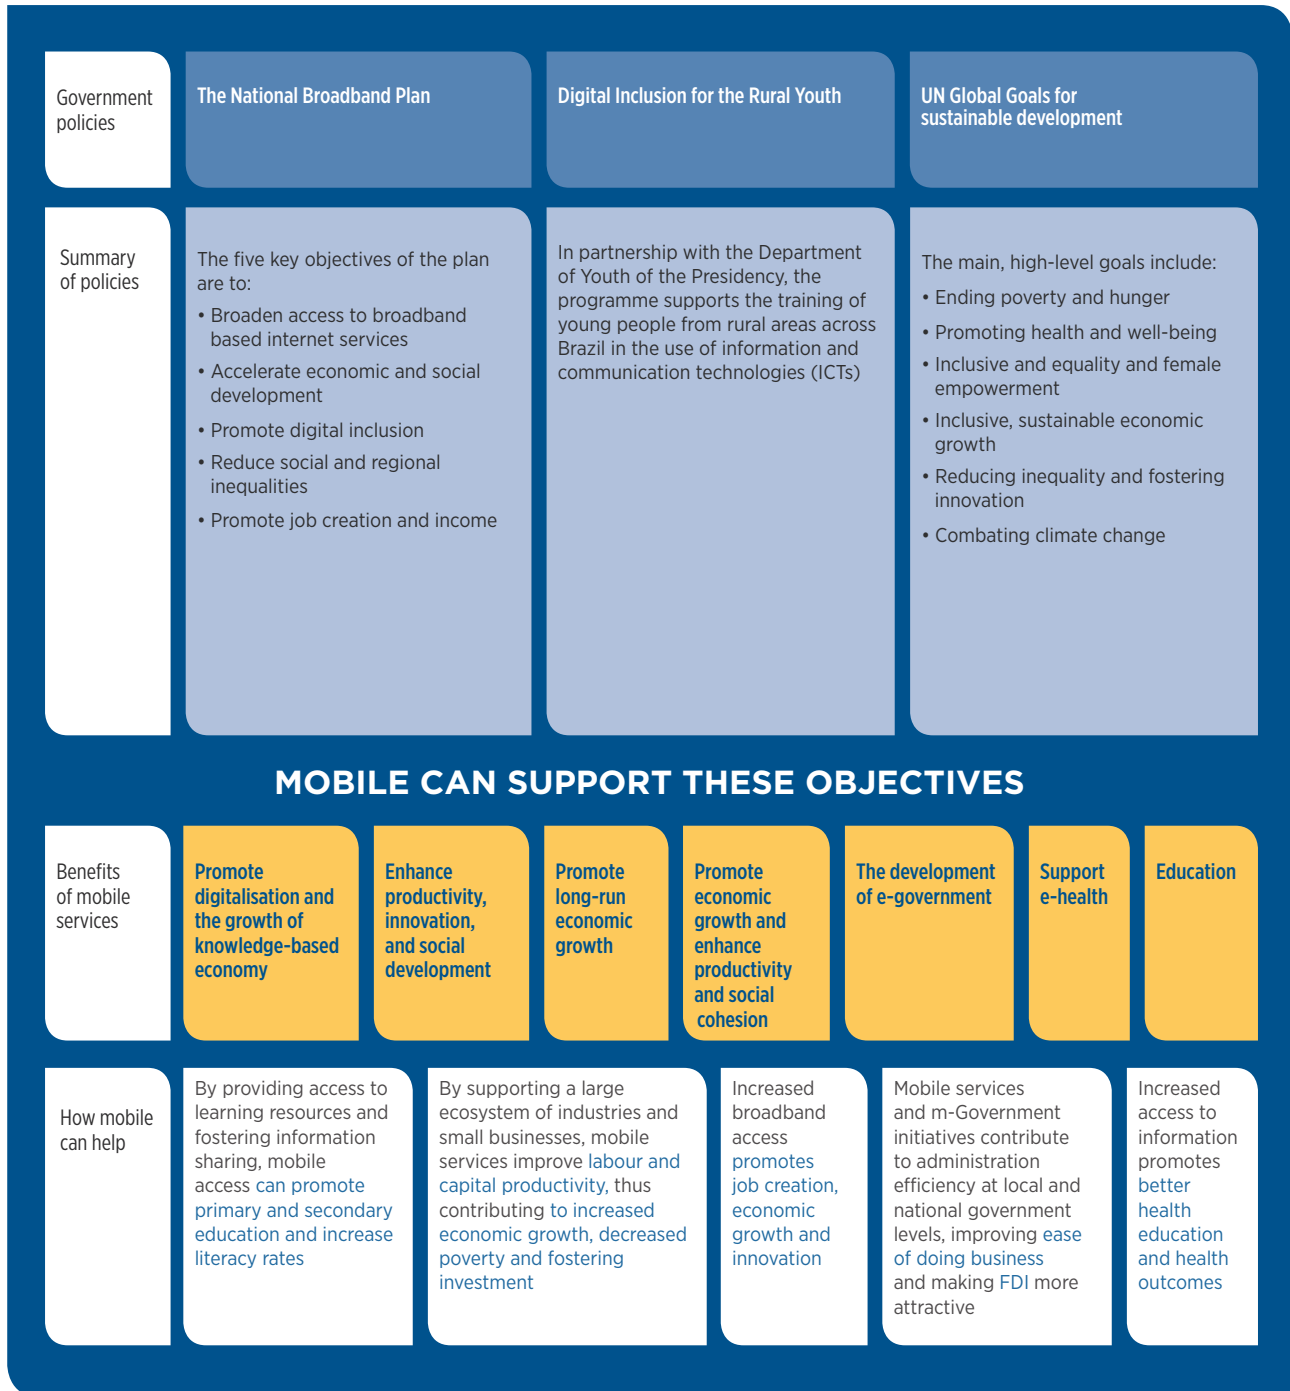 Government
policies
The National Broadband Plan
Digital Inclusion for the Rural Youth
UN Global Goals for
sustainable development
Summary
of policies
The five key objectives of the plan
are to:
• Broaden access to broadband
based internet services
• Accelerate economic and social
development
• Promote digital inclusion
• Reduce social and regional
inequalities
• Promote job creation and income
In partnership with the Department
of Youth of the Presidency, the
programme supports the training of
young people from rural areas across
Brazil in the use of information and
communication technologies (ICTs)
The main, high-level goals include:
• Ending poverty and hunger
• Promoting health and well-being
• Inclusive and equality and female
empowerment
• Inclusive, sustainable economic
growth
• Reducing inequality and fostering
innovation
• Combating climate change
MOBILE CAN SUPPORT THESE OBJECTIVES
Benefits
of mobile
services
Promote
digitalisation and
the growth of
knowledge-based
economy
Enhance
productivity,
innovation,
and social
development
Promote
long-run
economic
growth
Promote
economic
growth and
enhance
productivity
and social
cohesion
The development
of e-government
Support
e-health
Education
How mobile
can help
By providing access to
learning resources and
fostering information
sharing, mobile
access can promote
primary and secondary
education and increase
literacy rates
By supporting a large
ecosystem of industries and
small businesses, mobile
services improve labour and
capital productivity, thus
contributing to increased
economic growth, decreased
poverty and fostering
investment
Increased
broadband
access
promotes
job creation,
economic
growth and
innovation
Mobile services
and m-Government
initiatives contribute
to administration
efficiency at local and
national government
levels, improving ease
of doing business
and making FDI more
attractive
Increased
access to
information
promotes
better
health
education
and health
outcomes